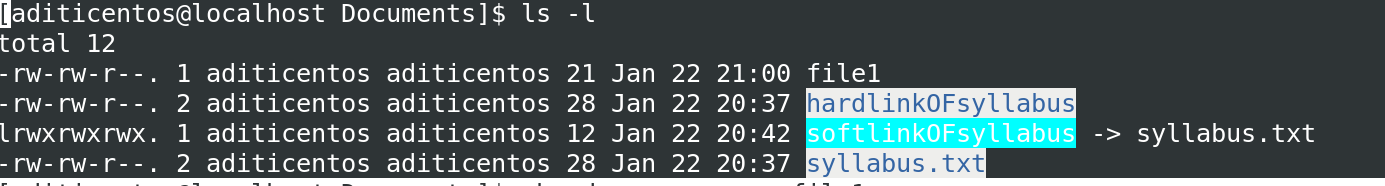 [aditicentos@localhost Documents]$ ls -l
total 12
-rw-rw-r--. 1 aditicentos aditicentos 21 Jan 22 21:00 file1
-rw-rw-r--. 2 aditicentos aditicentos 28 Jan 22 20:37 hardlinkOFsyllabus
lrwxrwxrwx. 1 aditicentos aditicentos 12 Jan 22 20:42 softlinkOFsyllabus -> syllabus.txt
-rw-rw-r--. 2 aditicentos aditicentos 28 Jan 22 20:37 syllabus.txt